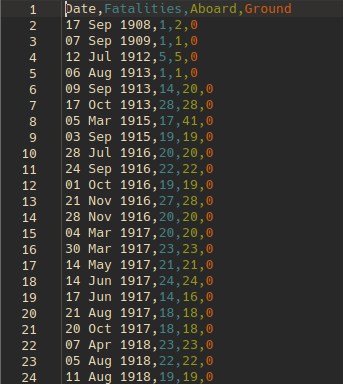 1 Date,Fatalities,Aboard,Ground
2 17 Sep 1908,1,2,0
3 07 Sep 1909,1,1,0
4 12 Jul 1912,5,5,0
5 06 Aug 1913,1,1,0
6 09 Sep 1913,14,20,0
7 17 Oct 1913,28,28,0
8 05 Mar 1915,17,41,0
9 03 Sep 1915,19,19,0
10 28 Jul 1916,20,20,0
11 24 Sep 1916,22,22,0
12 01 Oct 1916,19,19,0
13 21 Nov 1916,27,28,0
14 28 Nov 1916,20,20,0
15 04 Mar 1917,20,20,0
16 30 Mar 1917,23,23,0
17 14 May 1917,21,21,0
18 14 Jun 1917,24,24,0
19 17 Jun 1917,14,16,0
20 21 Aug 1917,18,18,0
21 20 Oct 1917,18,18,0
22 07 Apr 1918,23,23,0
23 05 Aug 1918,22,22,0
24 11 Aug 1918,19,19,0